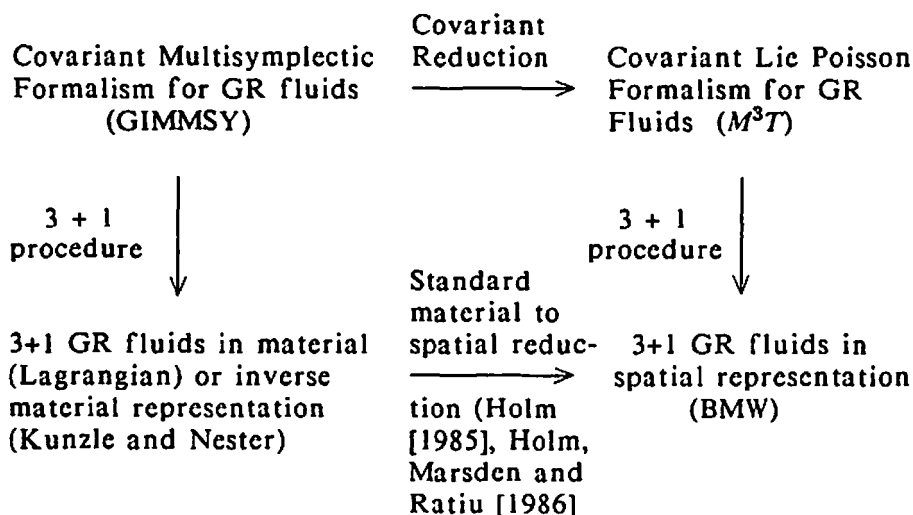 Covariant Multisymplectic
Formalism for GR fluids
(GIMMSY)
Covariant
Reduction
Covariant Lie Poisson
Formalism for GR
Fluids (M³T)
3 + 1
procedure
3 + 1
procedure
3+1 GR fluids in material
(Lagrangian) or inverse
material representation
(Kunzle and Nester)
Standard
material to
spatial reduc-
tion (Holm
[1985], Holm,
Marsden and
Ratiu [1986]
3+1 GR fluids in
spatial representation
(BMW)